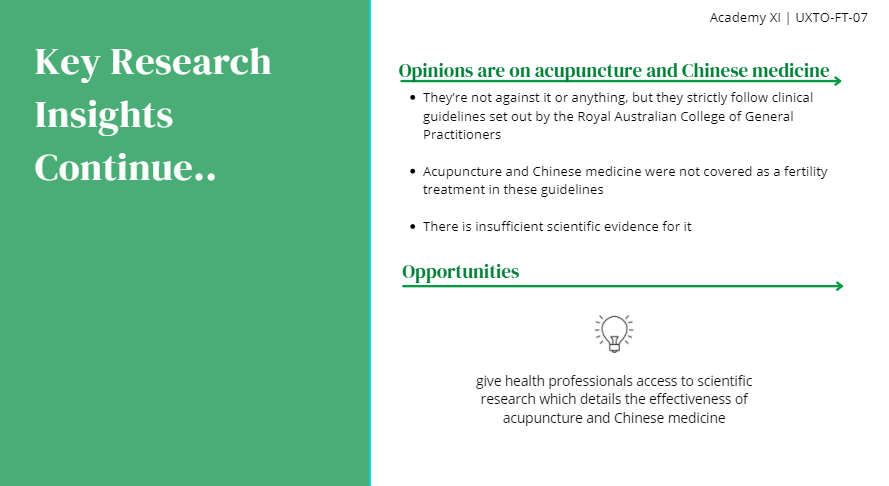 Academy XI | UXTO-FT-07
Key Research
Insights
Continue..
Opinions are on acupuncture and Chinese medicine
• They’re not against it or anything, but they strictly follow clinical
guidelines set out by the Royal Australian College of General
Practitioners
• Acupuncture and Chinese medicine were not covered as a fertility
treatment in these guidelines
• There is insufficient scientific evidence for it
Opportunities
give health professionals access to scientific
research which details the effectiveness of
acupuncture and Chinese medicine